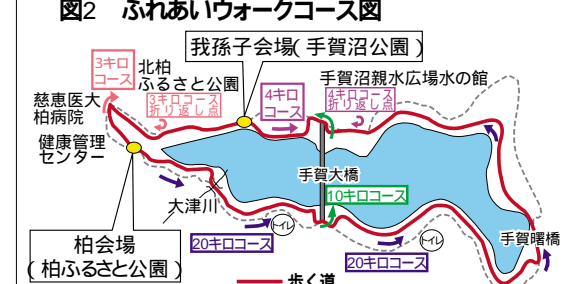 図2 ふれあいウォークコース図
我孫子会場(手賀沼公園)
3キロ
コース
北柏
ふるさと公園
手賀沼親水広場水の館
慈恵医大
柏病院
3キロコース
折り返し点
4キロ
コース
4キロコース
折り返し点
健康管理
センター
手賀大橋
10キロコース
大津川
トイレ
20キロコース
トイレ
20キロコース
手賀曙橋
柏会場
(柏ふるさと公園)
歩く道